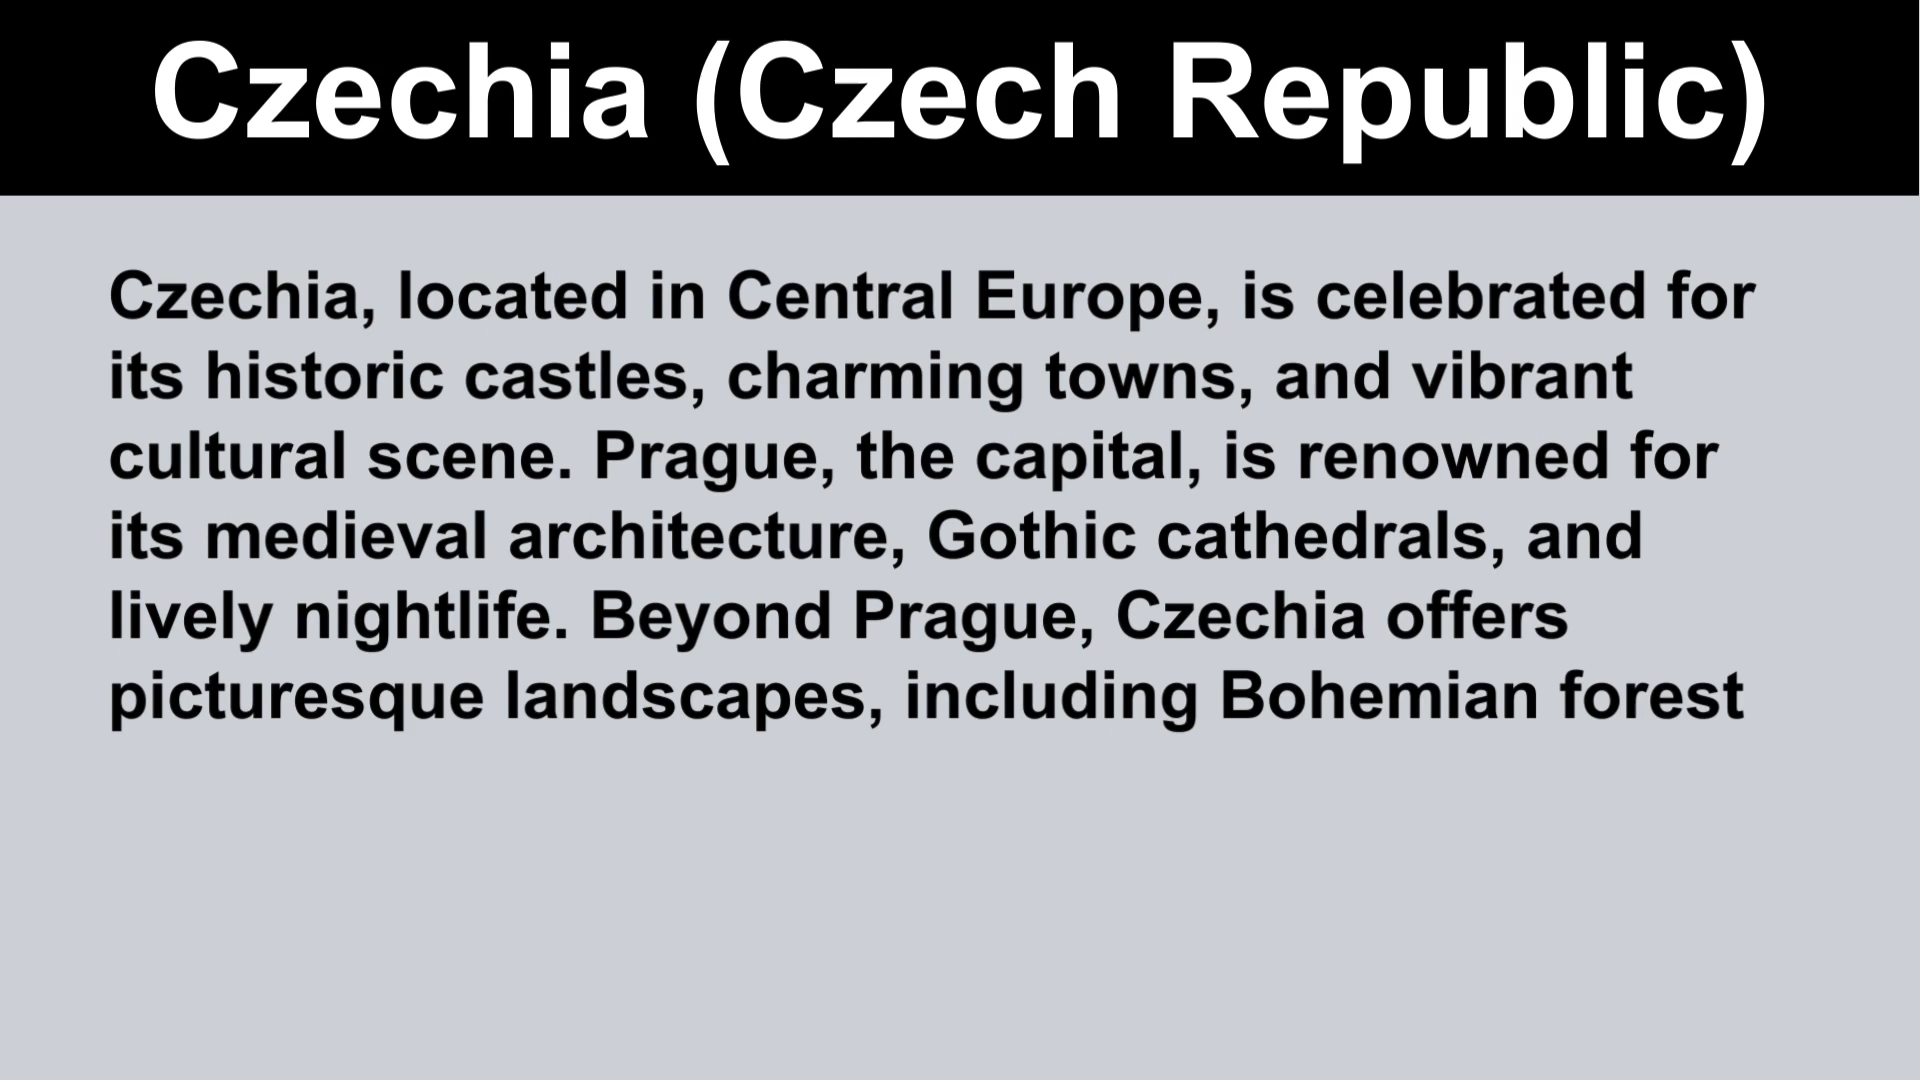 Czechia (Czech Republic)
Czechia, located in Central Europe, is celebrated for
its historic castles, charming towns, and vibrant
cultural scene. Prague, the capital, is renowned for
its medieval architecture, Gothic cathedrals, and
lively nightlife. Beyond Prague, Czechia offers
picturesque landscapes, including Bohemian forest